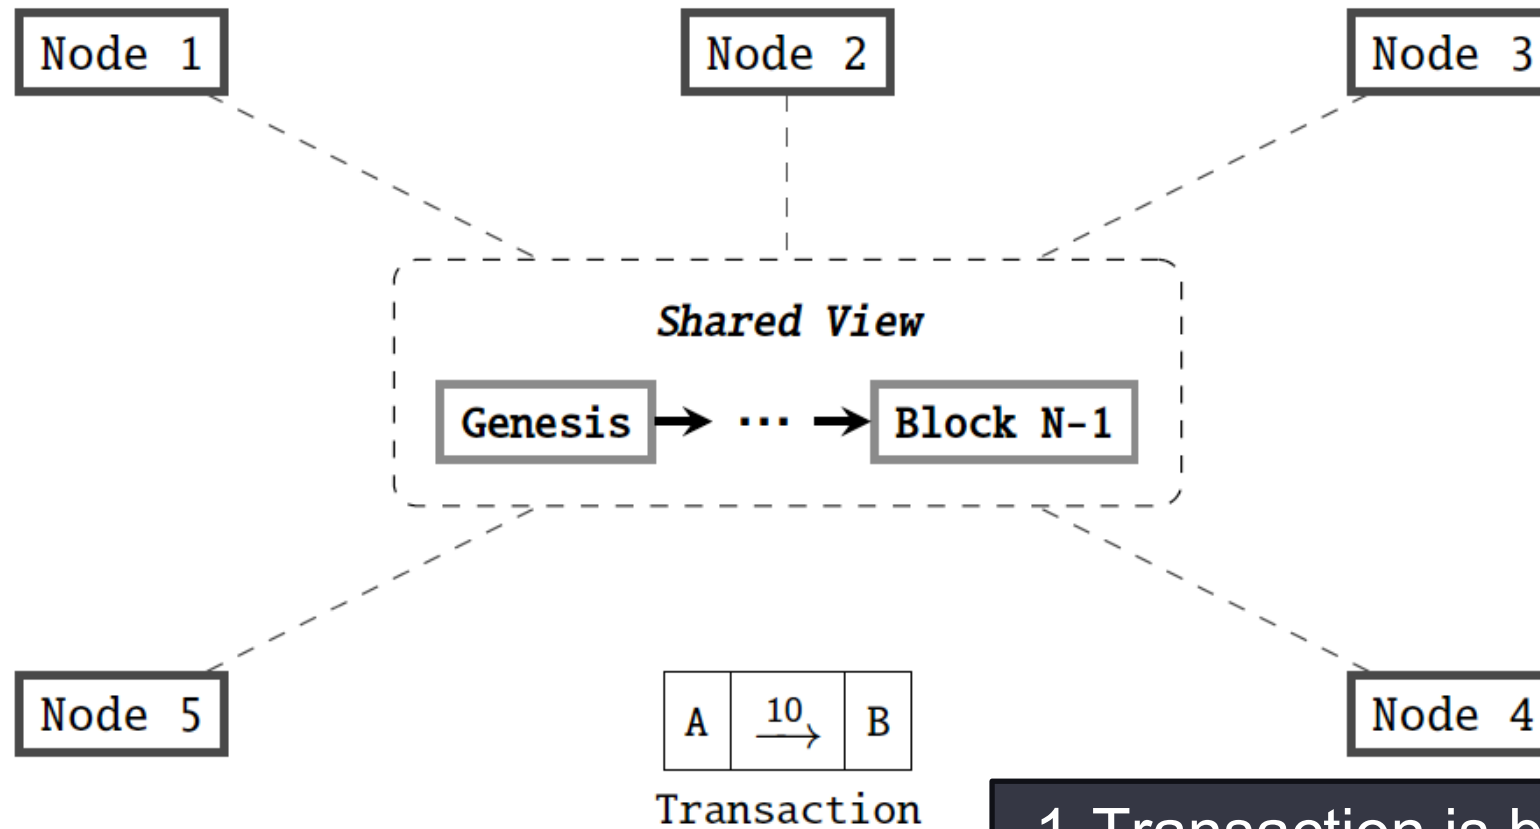 Node 1
Node 2
Node 3
Shared View
Genesis
...
Block N-1
Node 5
A
10
B
Node 4
Transaction
1 Transaction is